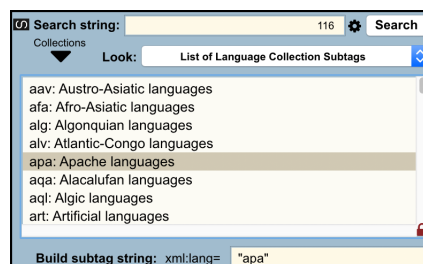 Search string: 116 Search
Collections
Look: List of Language Collection Subtags
aav: Austro-Asiatic languages
afa: Afro-Asiatic languages
alg: Algonquian languages
alv: Atlantic-Congo languages
apa: Apache languages
aqa: Alacalufan languages
aql: Algic languages
art: Artificial languages
Build subtag string: xml:lang= "apa"